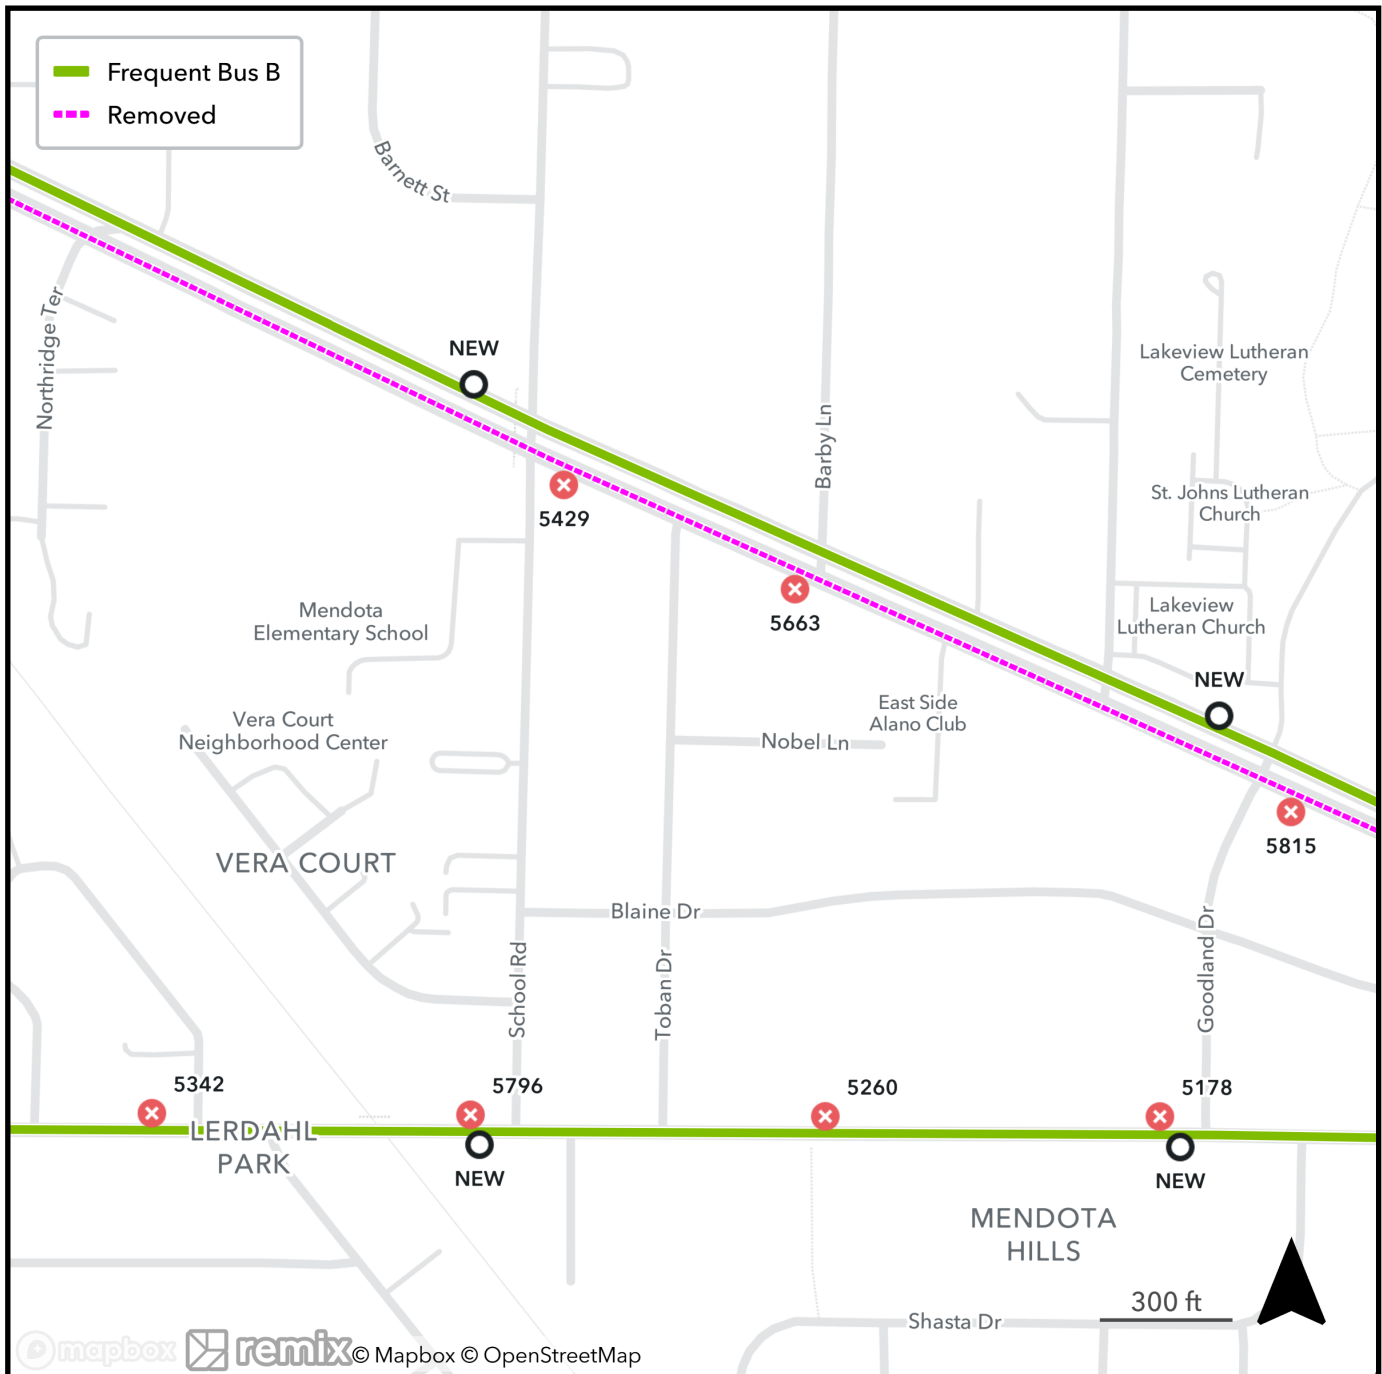 Frequent Bus B
Removed
Barnett St
Northridge Ter
NEW
Lakeview Lutheran
Cemetery
Barby Ln
5429
St. Johns Lutheran
Church
5663
Mendota
Elementary School
Lakeview
Lutheran Church
NEW
East Side
Alano Club
Vera Court
Neighborhood Center
Nobel Ln
5815
VERA COURT
Blaine Dr
School Rd
Toban Dr
Goodland Dr
5342
5796
5260
5178
LERDAHL
PARK
NEW
NEW
MENDOTA
HILLS
300 ft
Shasta Dr
mapbox
remix
© Mapbox © OpenStreetMap